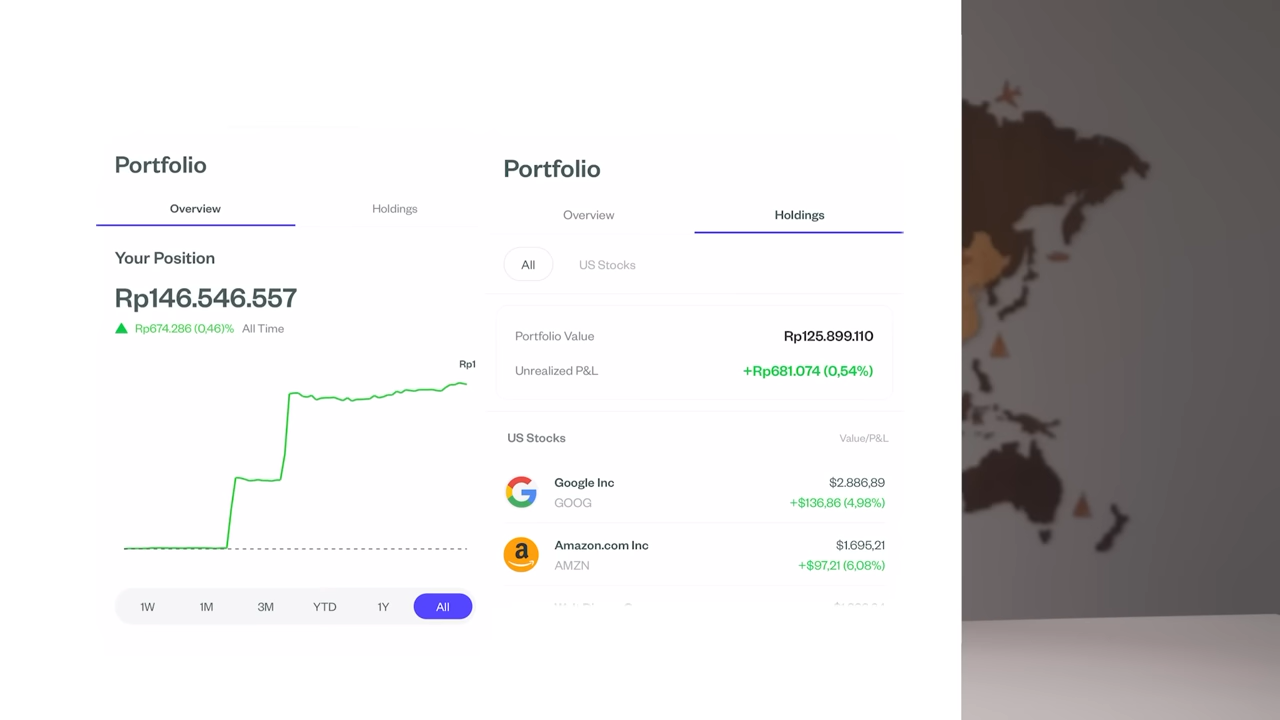 Portfolio
Overview
Holdings
Your Position
Rp146.546.557
Rp674.286 (0,46)% All Time
Rp1
1W 1M 3M YTD 1Y All
Portfolio
Overview
Holdings
All
US Stocks
Portfolio Value
Rp125.899.110
Unrealized P&L
+Rp681.074 (0,54%)
US Stocks
Value/P&L
Google Inc
$2.886,89
GOOG
+$136,86 (4,98%)
Amazon.com Inc
$1.695,21
AMZN
+$97,21 (6,08%)